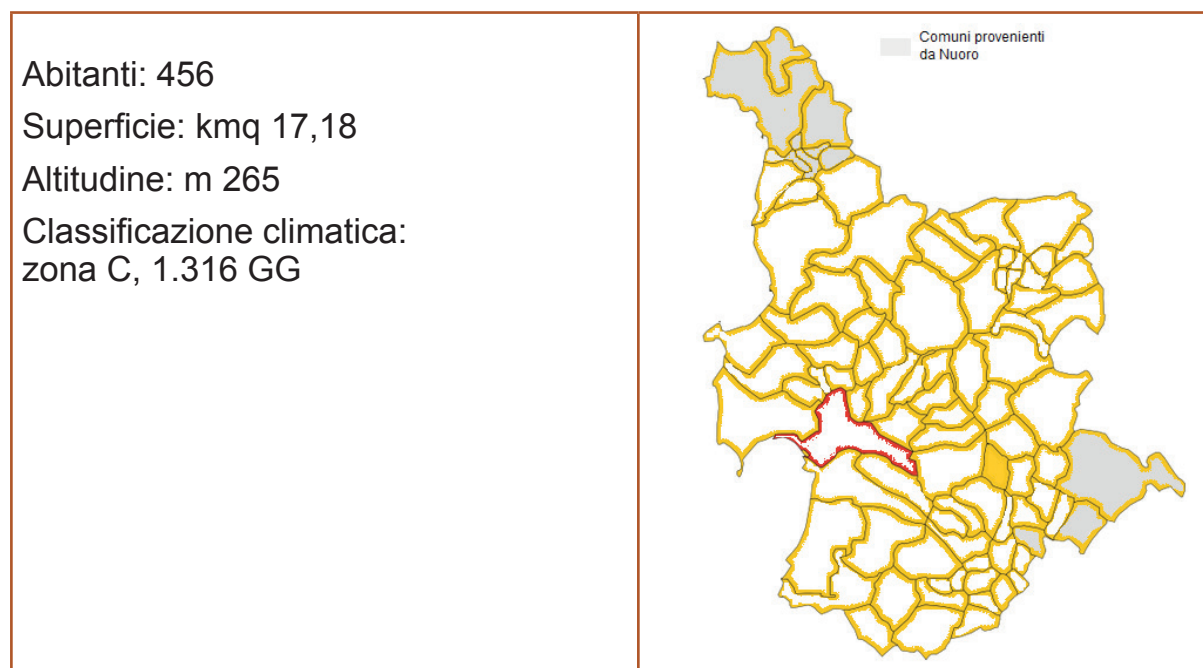 Abitanti: 456
Superficie: kmq 17,18
Altitudine: m 265
Classificazione climatica:
zona C, 1.316 GG
Comuni provenienti
da Nuoro